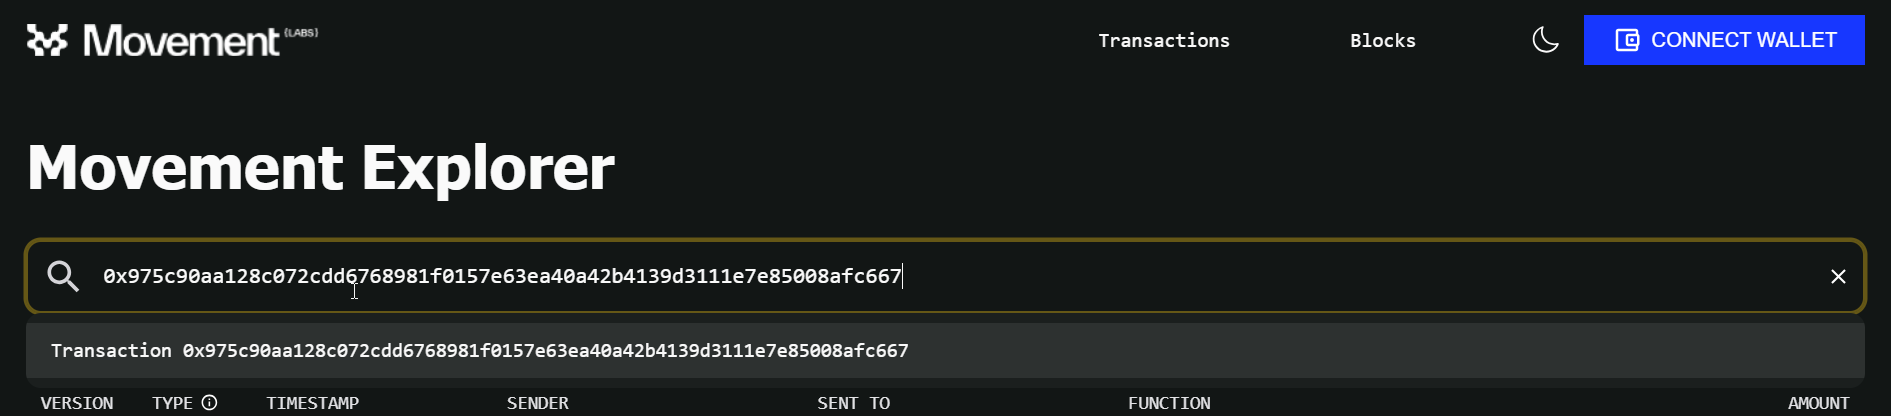 Movement {LABS}
Transactions Blocks CONNECT WALLET
Movement Explorer
0x975c90aa128c072cdd6768981f0157e63ea40a42b4139d3111e7e85008afc667
Transaction 0x975c90aa128c072cdd6768981f0157e63ea40a42b4139d3111e7e85008afc667
VERSION TYPE TIMESTAMP SENDER SENT TO FUNCTION AMOUNT